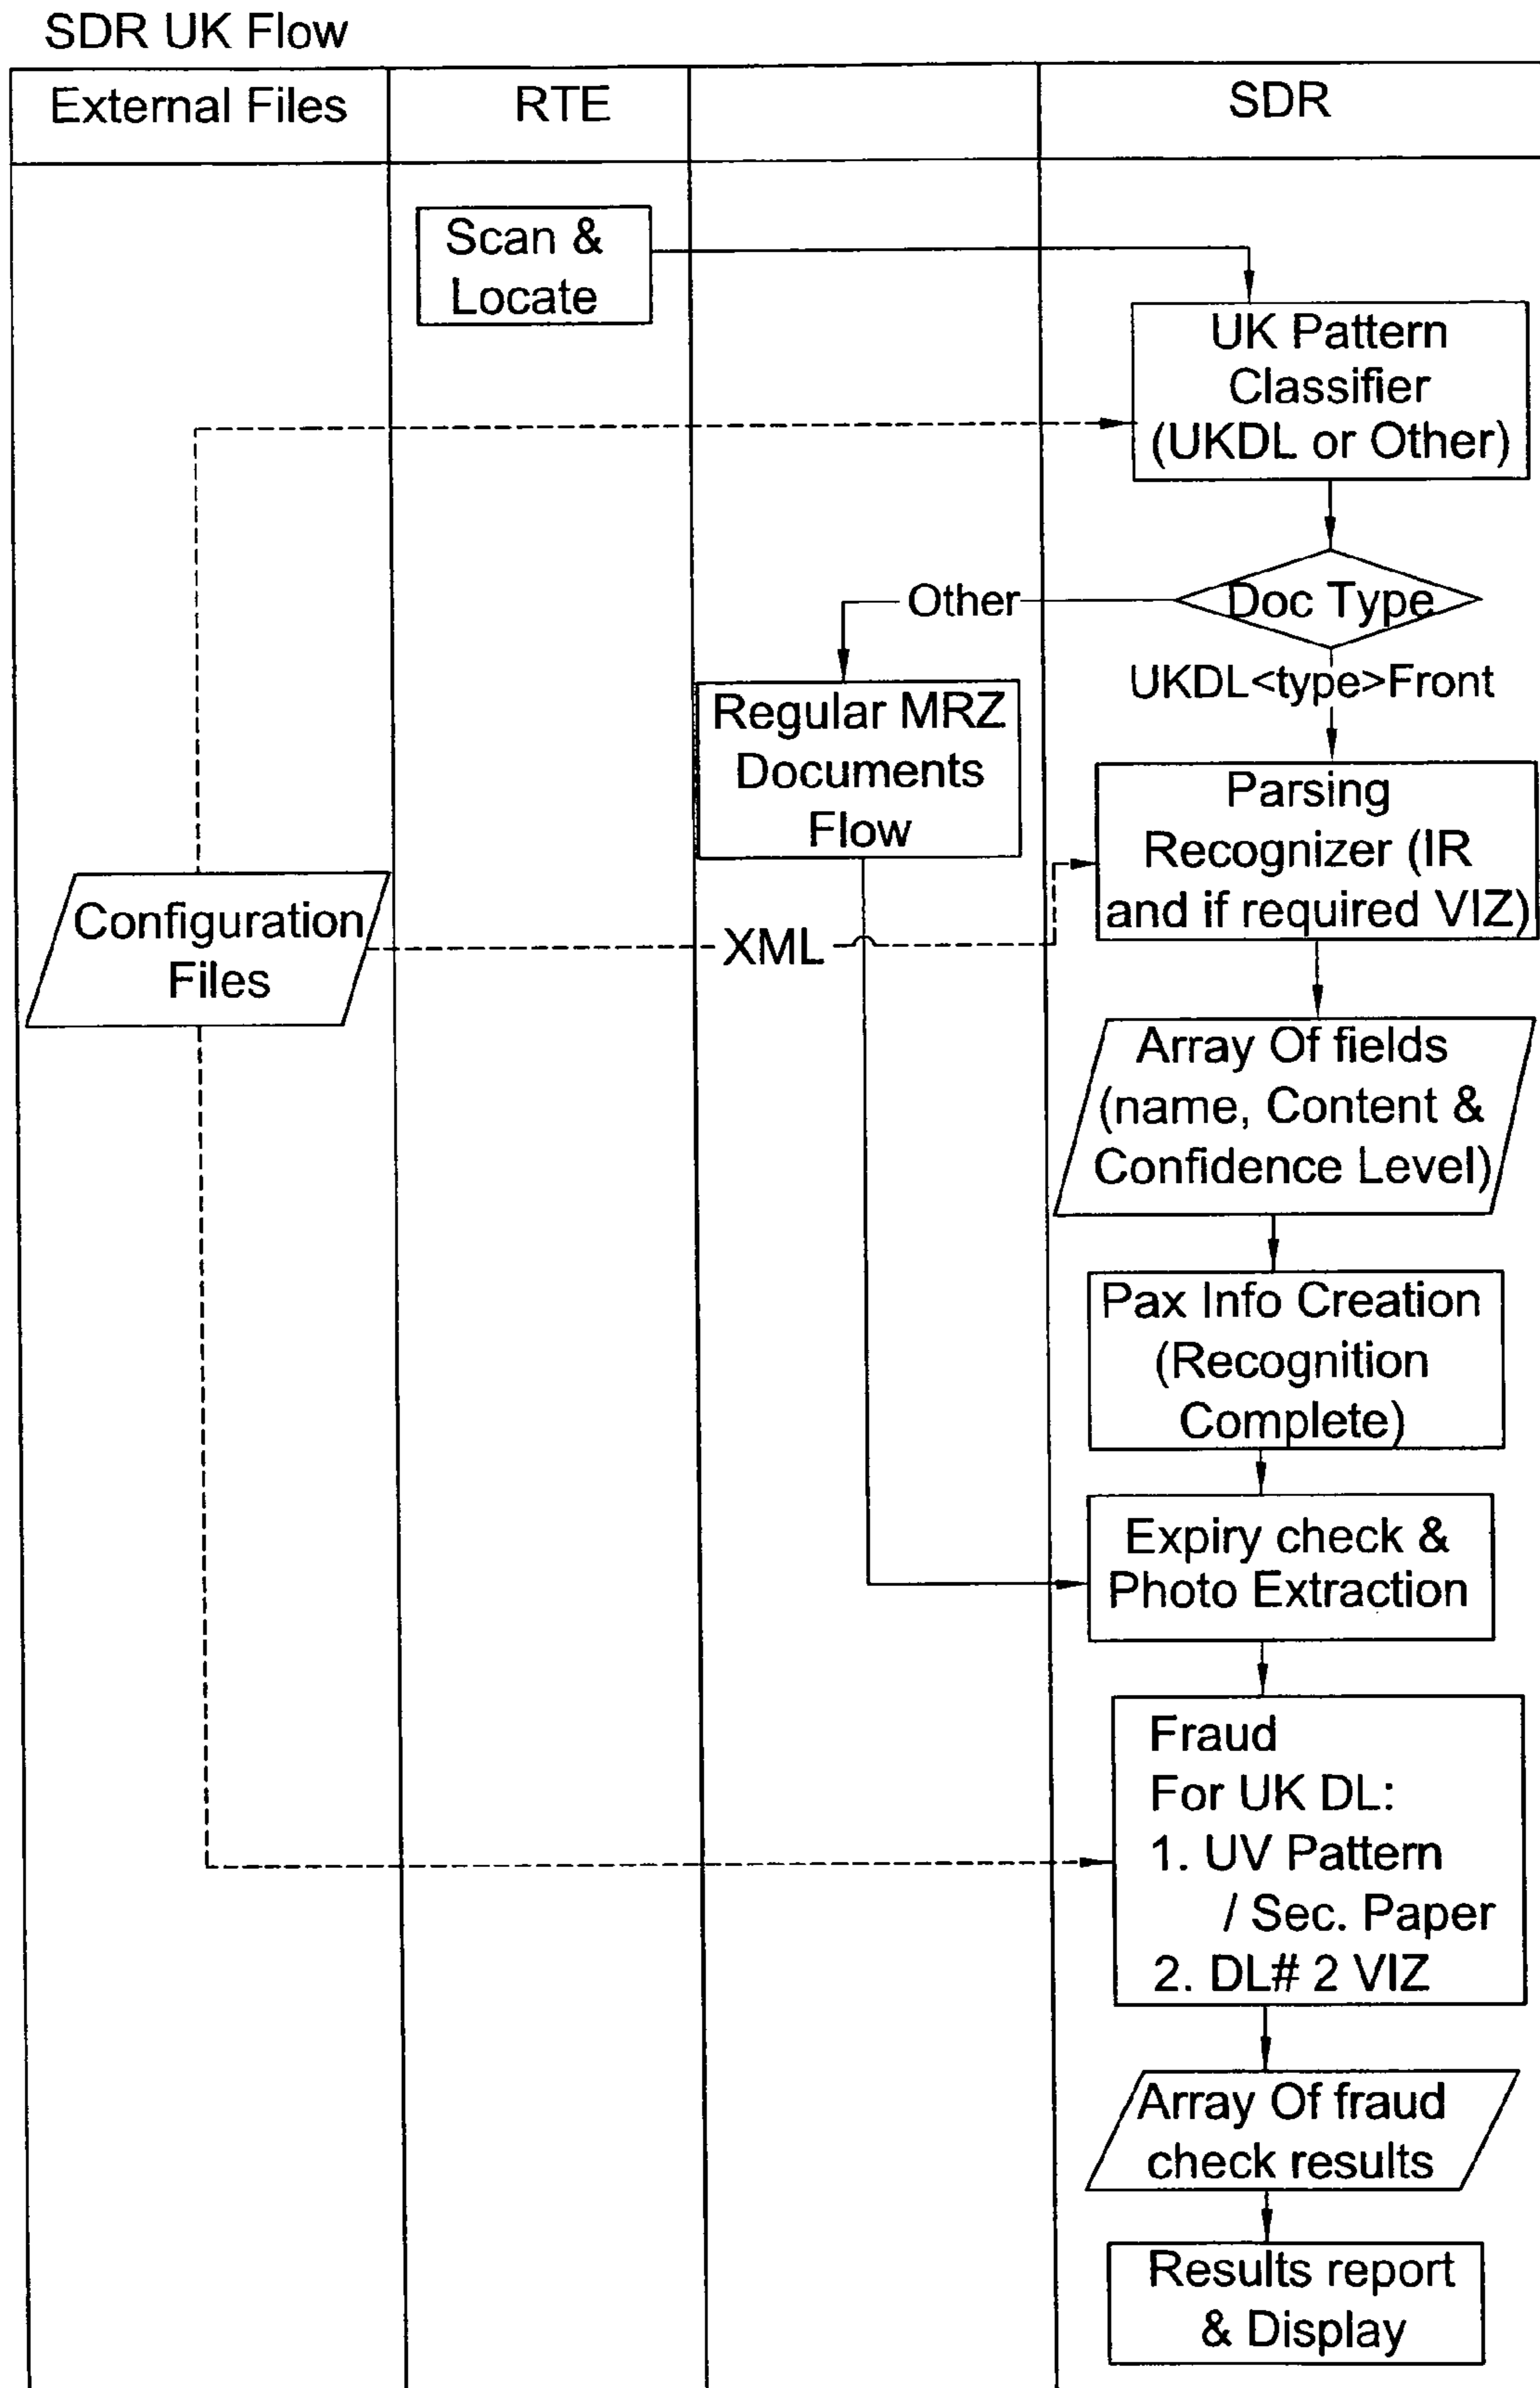 SDR UK Flow
External Files
RTE
SDR
Scan &
Locate
UK Pattern
Classifier
(UKDL or Other)
Other
Doc Type
UKDL<type>Front
Regular MRZ
Documents
Flow
Parsing
Recognizer (IR
and if required VIZ)
Configuration
Files
XML
Array Of fields
(name, Content &
Confidence Level)
Pax Info Creation
(Recognition
Complete)
Expiry check &
Photo Extraction
Fraud
For UK DL:
1. UV Pattern
/ Sec. Paper
2. DL# 2 VIZ
Array Of fraud
check results
Results report
& Display